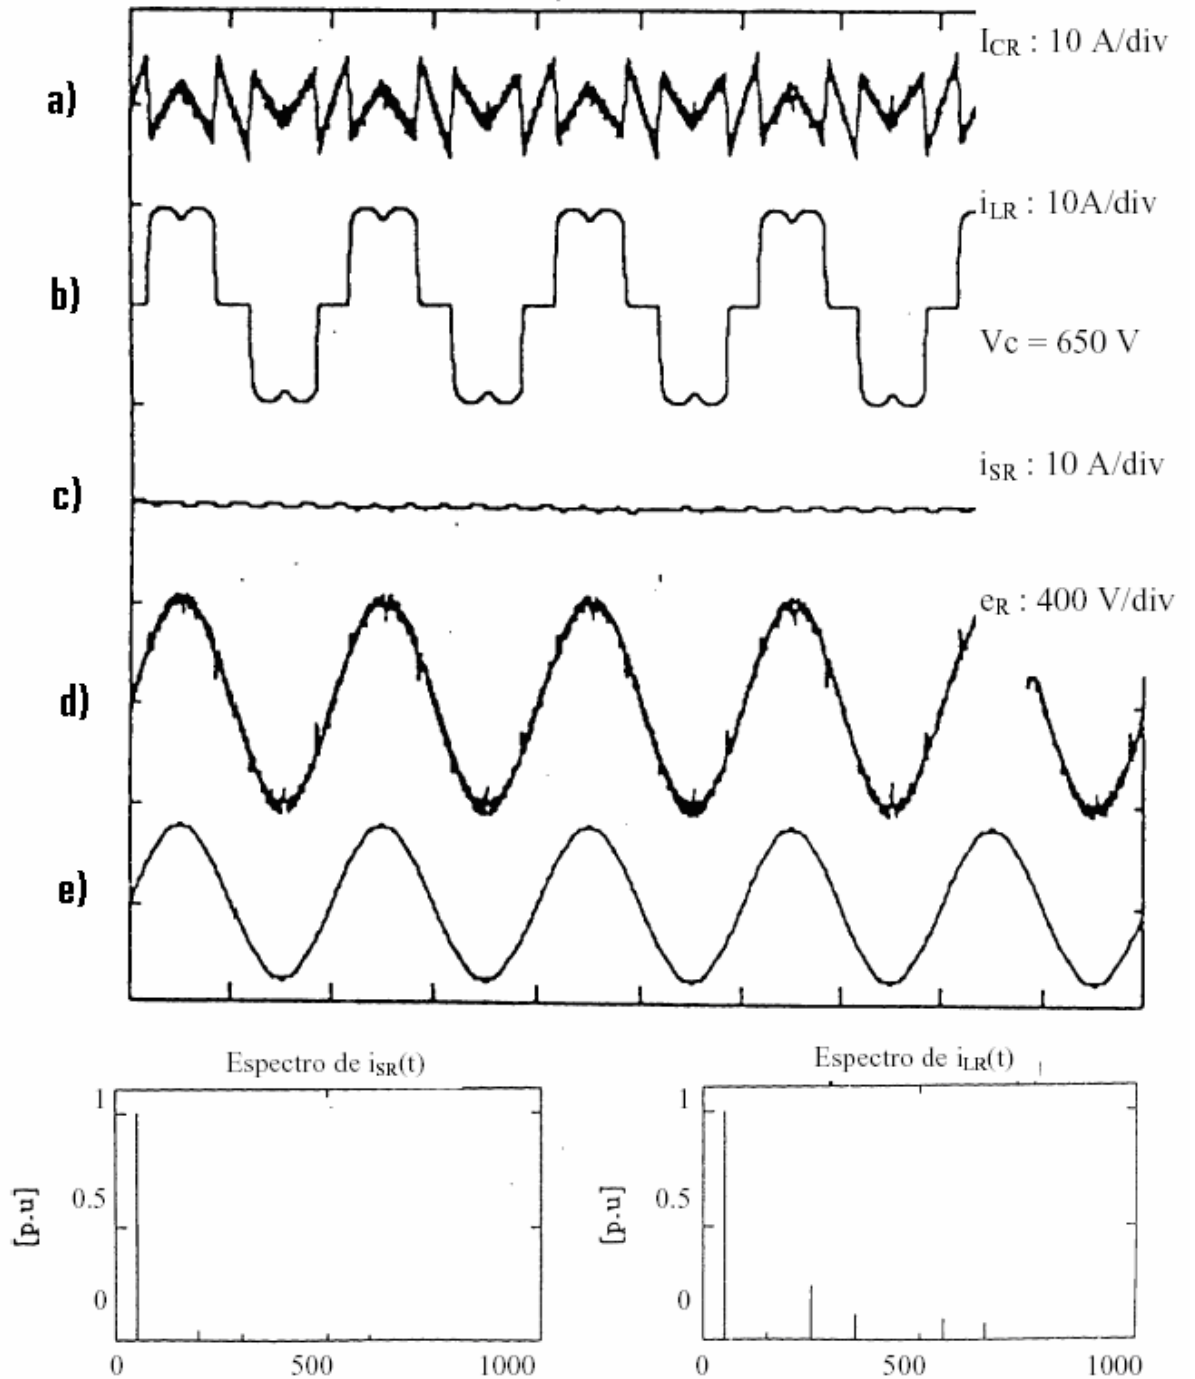 I_CR : 10 A/div
a)
i_LR : 10A/div
b)
Vc = 650 V
i_SR : 10 A/div
c)
e_R : 400 V/div
d)
e)
Espectro de i_SR(t)
1
0.5
0
[p.u]
0 500 1000
Espectro de i_LR(t)
1
0.5
0
[p.u]
0 500 1000